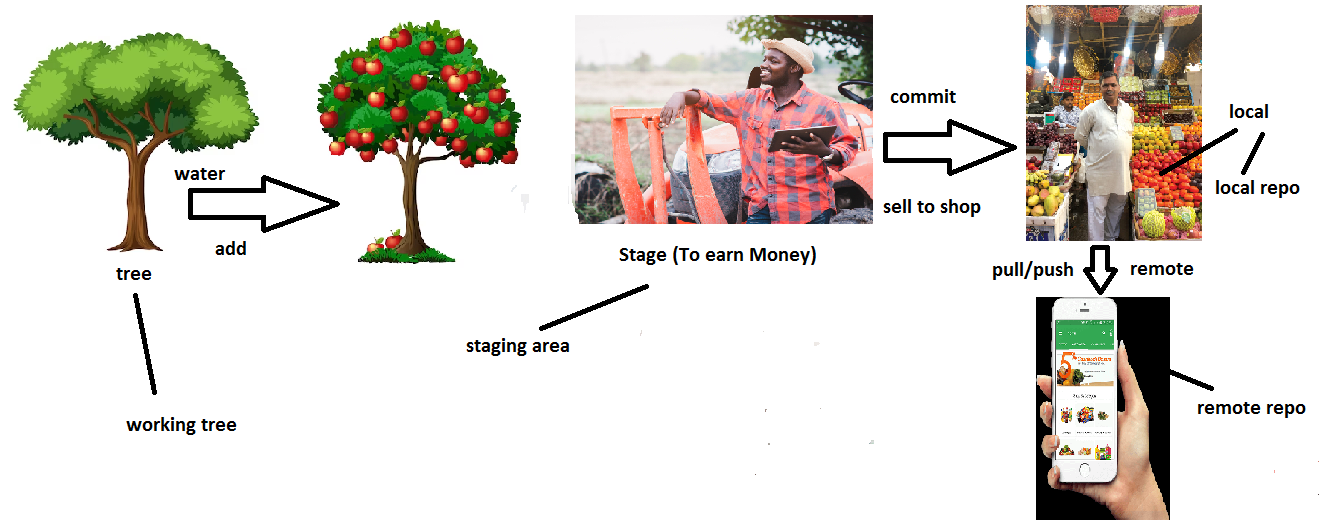 water
add
tree
working tree
Stage (To earn Money)
staging area
commit
sell to shop
local
local repo
pull/push
remote
remote repo